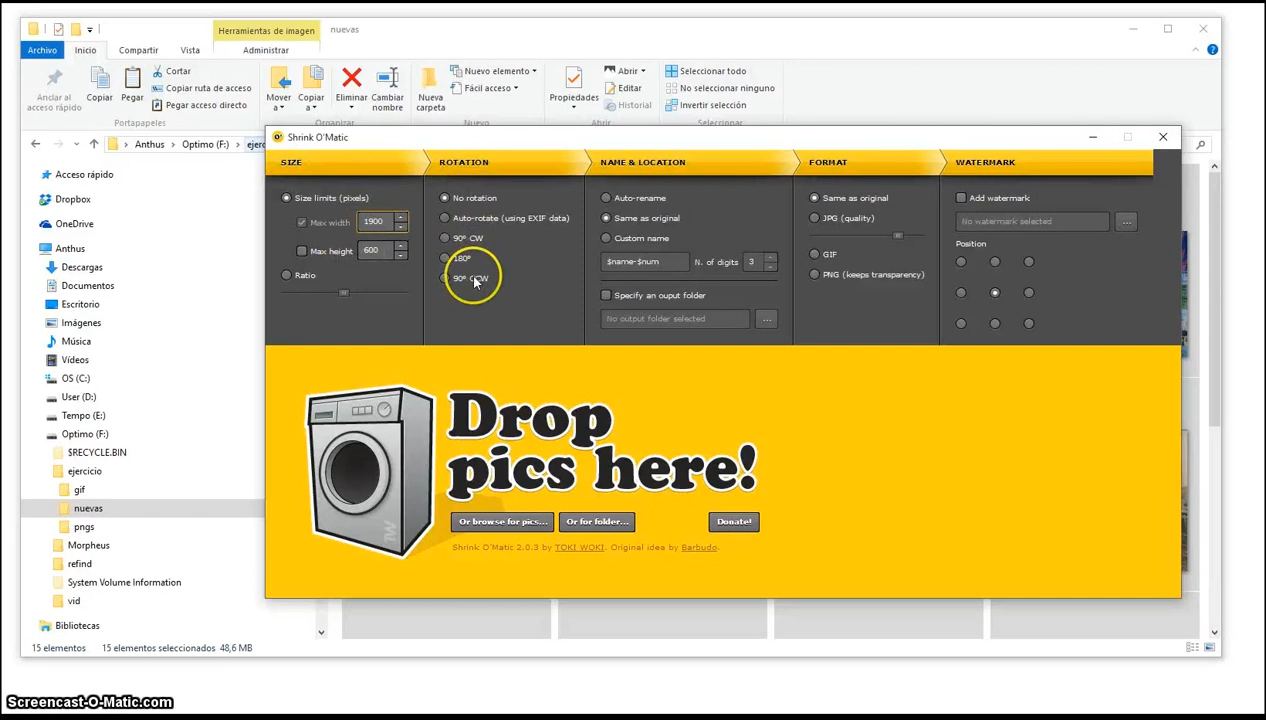 Herramientas de imagen
nuevas
Archivo
Inicio
Compartir
Vista
Administrar
Anclar al acceso rápido
Copiar
Pegar
Cortar
Copiar ruta de acceso
Pegar acceso directo
Portapapeles
Mover a
Copiar a
Eliminar
Cambiar nombre
Organizar
Nueva carpeta
Nuevo elemento
Fácil acceso
Nuevo
Propiedades
Abrir
Editar
Historial
Abrir
Seleccionar todo
No seleccionar ninguno
Invertir selección
Seleccionar
Anthus
Optimo (F:)
Acceso rápido
Dropbox
OneDrive
Anthus
Descargas
Documentos
Escritorio
Imágenes
Música
Vídeos
OS (C:)
User (D:)
Tempo (E:)
Optimo (F:)
$RECYCLE.BIN
ejercicio
gif
nuevas
pngs
Morpheus
refind
System Volume Information
vid
Bibliotecas
15 elementos
15 elementos seleccionados 48,6 MB
Shrink O'Matic
SIZE
Size limits (pixels)
Max width
1900
Max height
600
Ratio
ROTATION
No rotation
Auto-rotate (using EXIF data)
90º CW
180º
90º CCW
NAME & LOCATION
Auto-rename
Same as original
Custom name
$name-$num
N. of digits
3
Specify an ouput folder
No output folder selected
...
FORMAT
Same as original
JPG (quality)
GIF
PNG (keeps transparency)
WATERMARK
Add watermark
No watermark selected
...
Position
Drop
pics here!
Or browse for pics...
Or for folder...
Donate!
Shrink O'Matic 2.0.3 by TOKI WOKI. Original idea by Barbudo.
Screencast-O-Matic.com